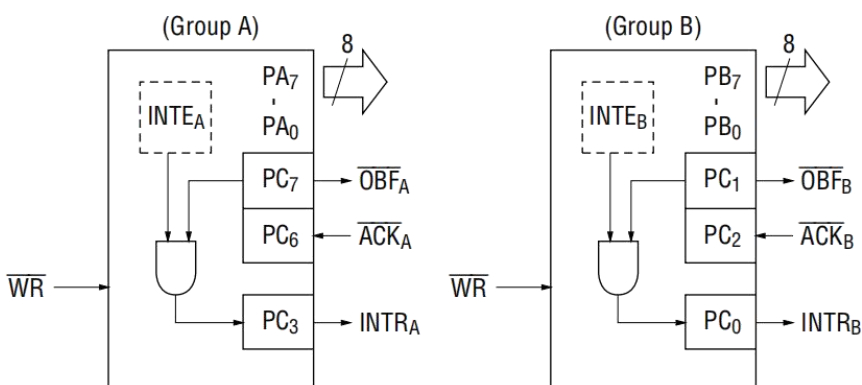 (Group A)
8
PA7
PA0
INTEA
PC7
OBFA
PC6
ACKA
WR
PC3
INTRA
(Group B)
8
PB7
PB0
INTEB
PC1
OBFB
PC2
ACKB
WR
PC0
INTRB